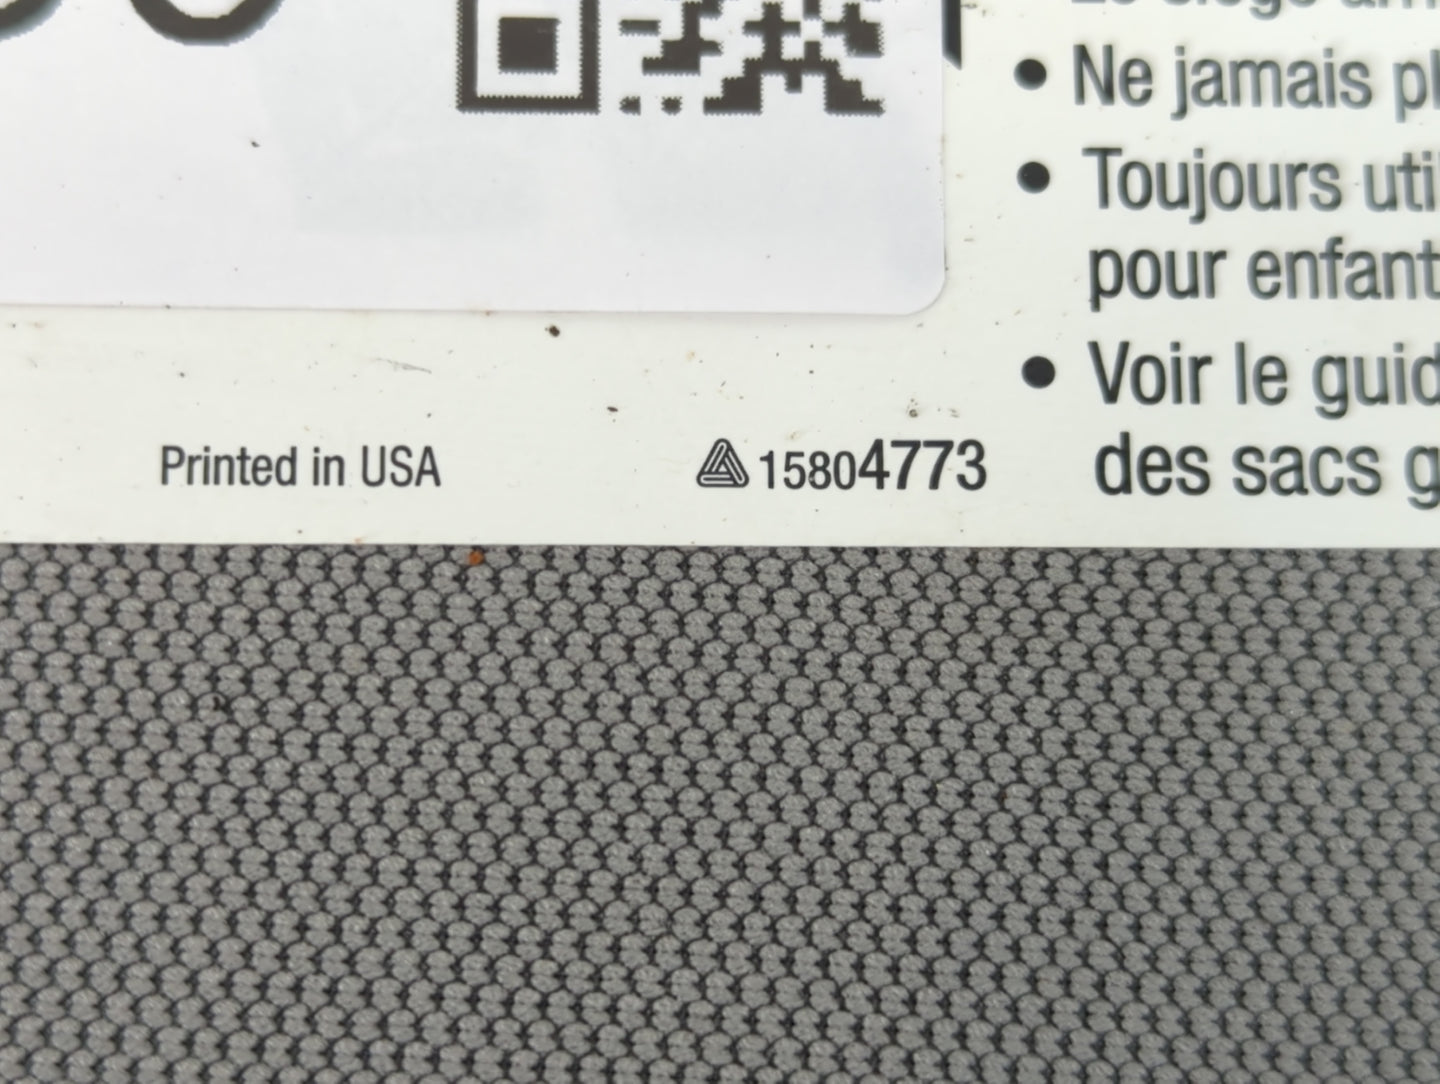 Ne jamais
Toujours
pour
Voir le
des sacs
Printed in USA
15804773